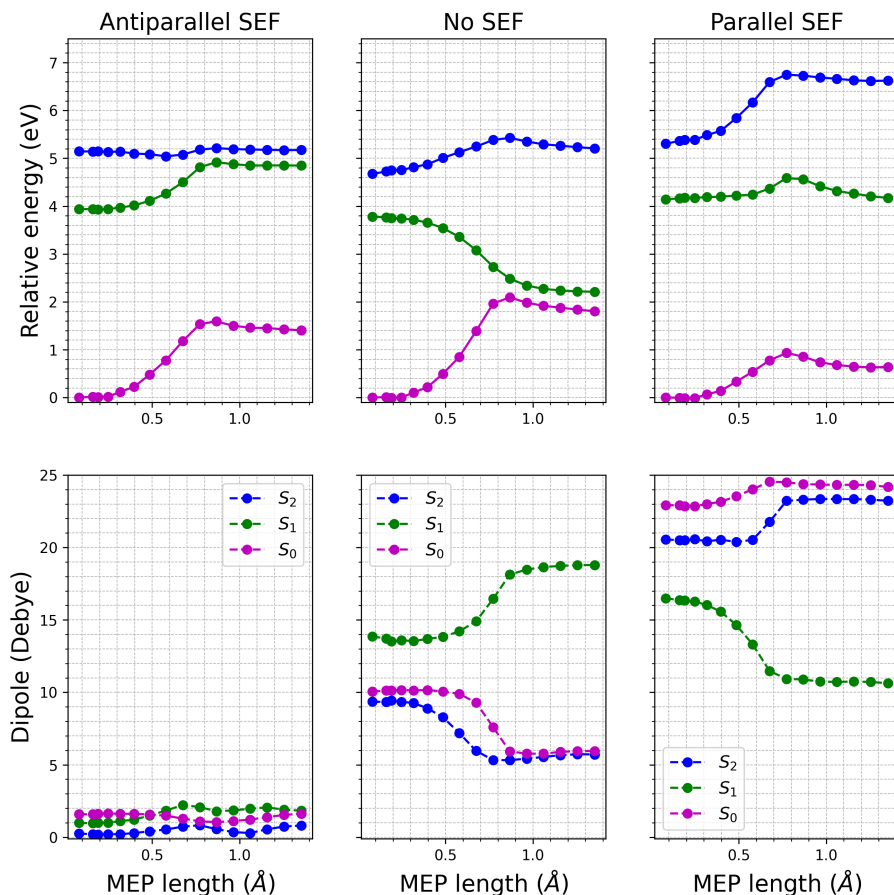 Antiparallel SEF
No SEF
Parallel SEF
Relative energy (eV)
7
6
5
4
3
2
1
0
0.5
1.0
0.5
1.0
0.5
1.0
Dipole (Debye)
25
20
15
10
5
0
S2
S1
S0
S2
S1
S0
S2
S1
S0
0.5
1.0
0.5
1.0
0.5
1.0
MEP length (Å)
MEP length (Å)
MEP length (Å)